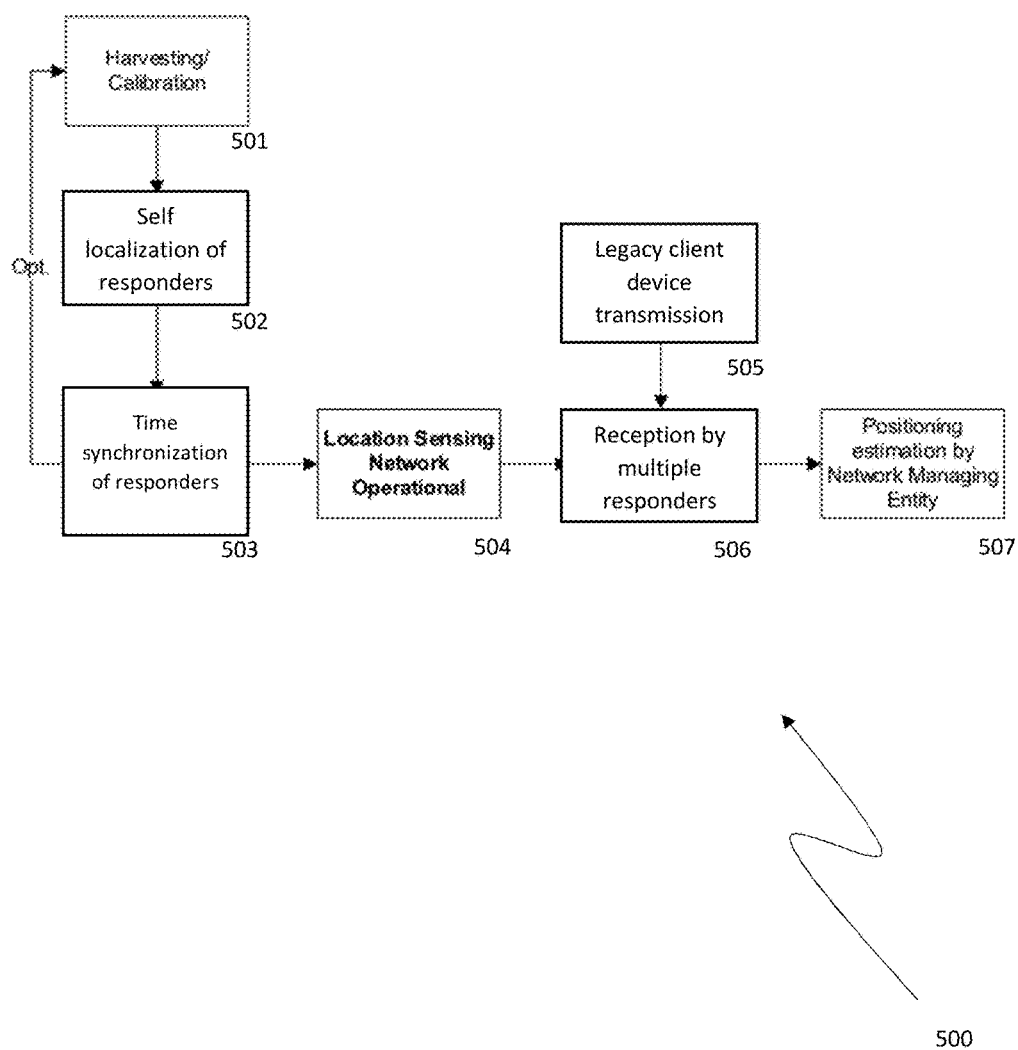 Harvesting/
Calibration
501
Self
localization of
responders
502
Opt.
Time
synchronization
of responders
503
Location Sensing
Network
Operational
504
Legacy client
device
transmission
505
Reception by
multiple
responders
506
Positioning
estimation by
Network Managing
Entity
507
500